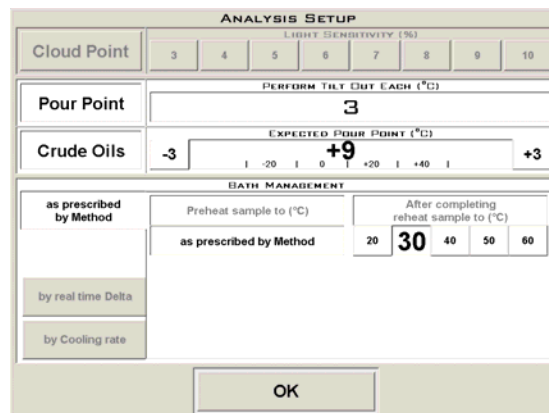 ANALYSIS SETUP
Cloud Point
LIGHT SENSITIVITY (%)
3 4 5 6 7 8 9 10
Pour Point
PERFORM TILT OUT EACH (°C)
3
Crude Oils
EXPECTED POUR POINT (°C)
-3 +9 +3
-20 0 +20 +40
BATH MANAGEMENT
as prescribed
by Method
Preheat sample to (°C)
After completing
reheat sample to (°C)
as prescribed by Method
20 30 40 50 60
by real time Delta
by Cooling rate
OK